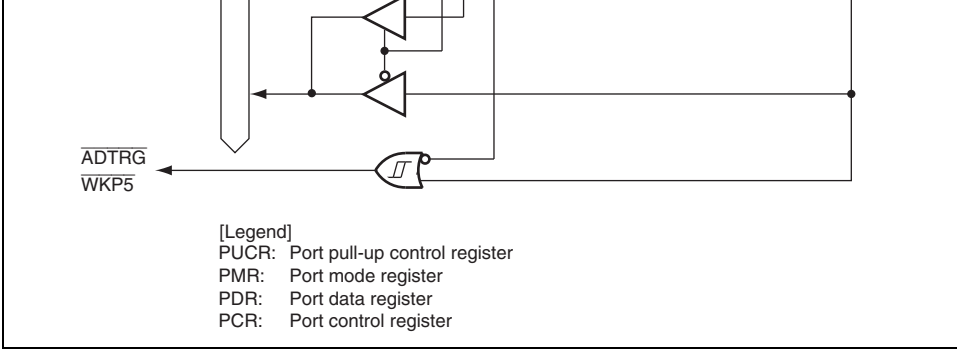 ADTRG
WKP5
[Legend]
PUCR: Port pull-up control register
PMR: Port mode register
PDR: Port data register
PCR: Port control register